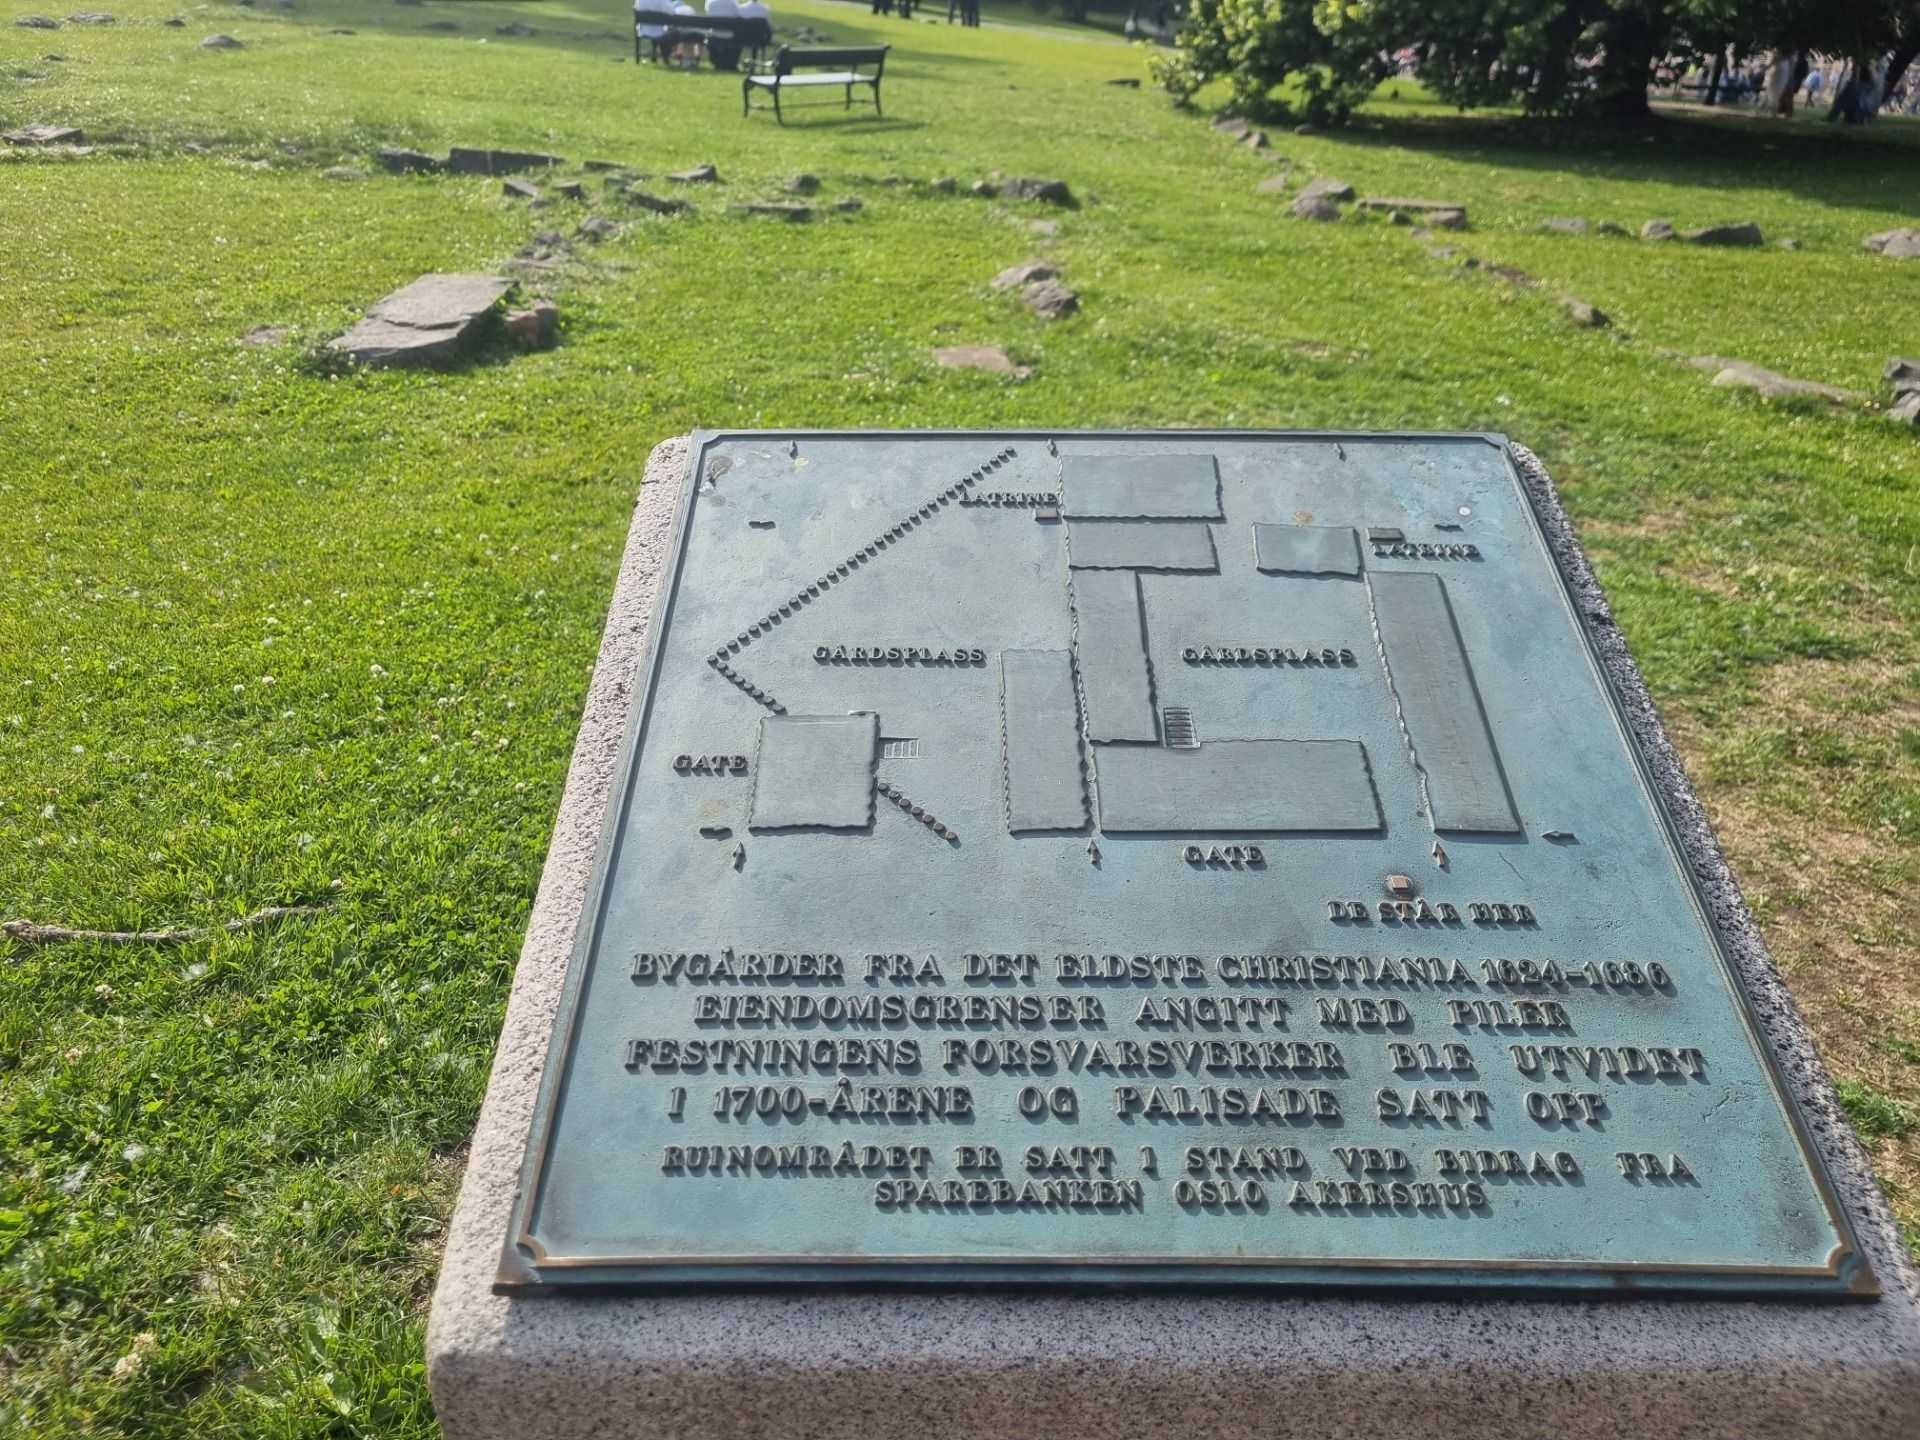 LATRINE
LATRINE
GÅRDSPLASS GÅRDSPLASS
GATE
GATE
DE STÅR HER
BYGÅRDER FRA DET ELDSTE CHRISTIANIA 1624-1686
EIENDOMSGRENSER ANGITT MED PILER
FESTNINGENS FORSVARSVERKER BLE UTVIDET
I 1700-ÅRENE OG PALISADE SATT OPP
RUINOMRÅDET ER SATT I STAND VED BIDRAG FRA
SPAREBANKEN OSLO AKERSHUS